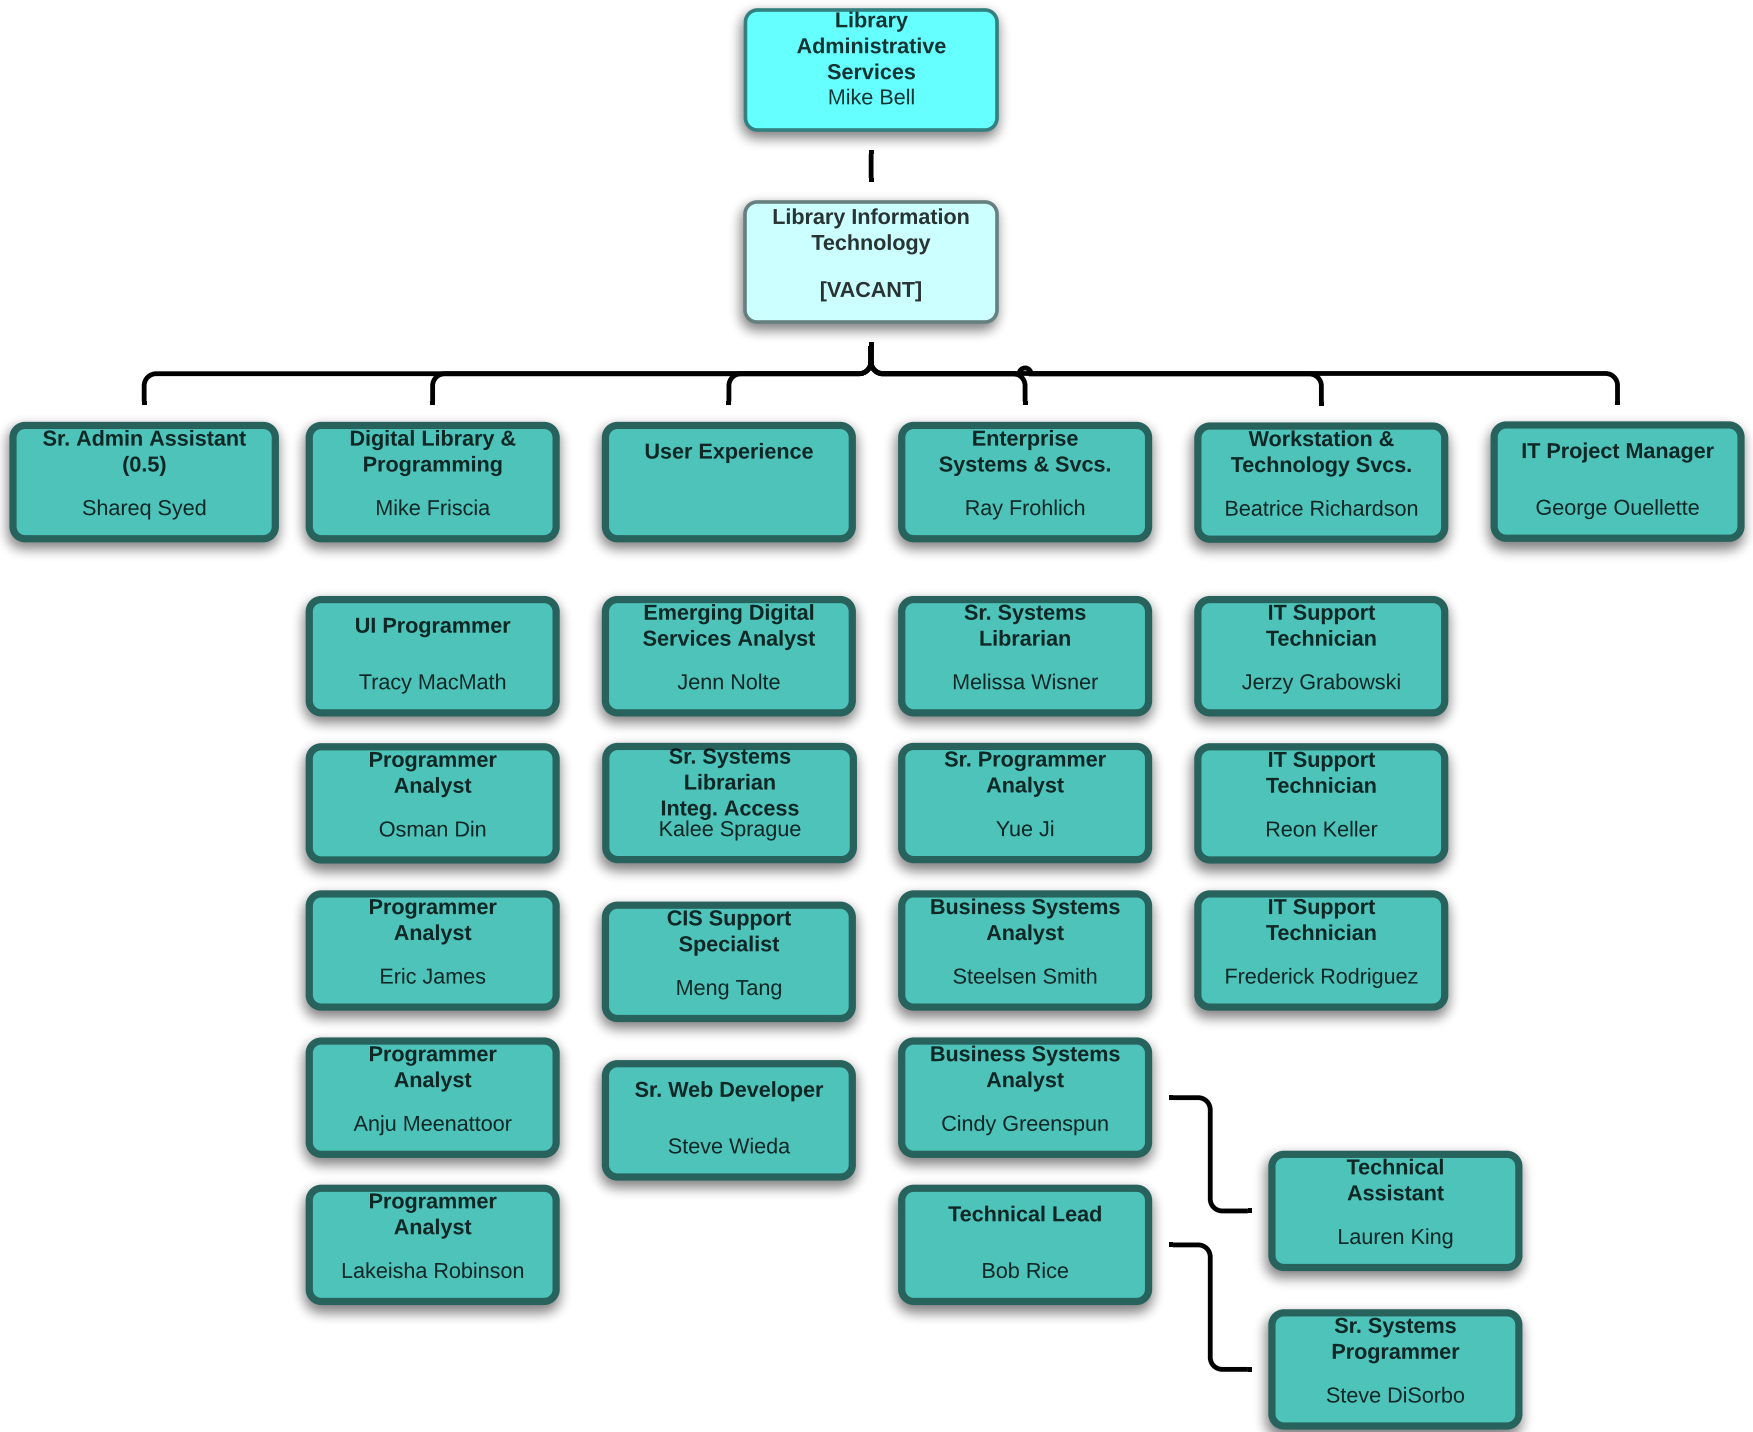 Library
Administrative
Services
Mike Bell
Library Information
Technology
[VACANT]
Sr. Admin Assistant
(0.5)
Shareq Syed
Digital Library &
Programming
Mike Friscia
User Experience
Enterprise
Systems & Svcs.
Ray Frohlich
Workstation &
Technology Svcs.
Beatrice Richardson
IT Project Manager
George Ouellette
UI Programmer
Tracy MacMath
Programmer
Analyst
Osman Din
Programmer
Analyst
Eric James
Programmer
Analyst
Anju Meenattoor
Programmer
Analyst
Lakeisha Robinson
Emerging Digital
Services Analyst
Jenn Nolte
Sr. Systems
Librarian
Integ. Access
Kalee Sprague
CIS Support
Specialist
Meng Tang
Sr. Web Developer
Steve Wieda
Sr. Systems
Librarian
Melissa Wisner
Sr. Programmer
Analyst
Yue Ji
Business Systems
Analyst
Steelsen Smith
Business Systems
Analyst
Cindy Greenspun
Technical Lead
Bob Rice
IT Support
Technician
Jerzy Grabowski
IT Support
Technician
Reon Keller
IT Support
Technician
Frederick Rodriguez
Technical
Assistant
Lauren King
Sr. Systems
Programmer
Steve DiSorbo